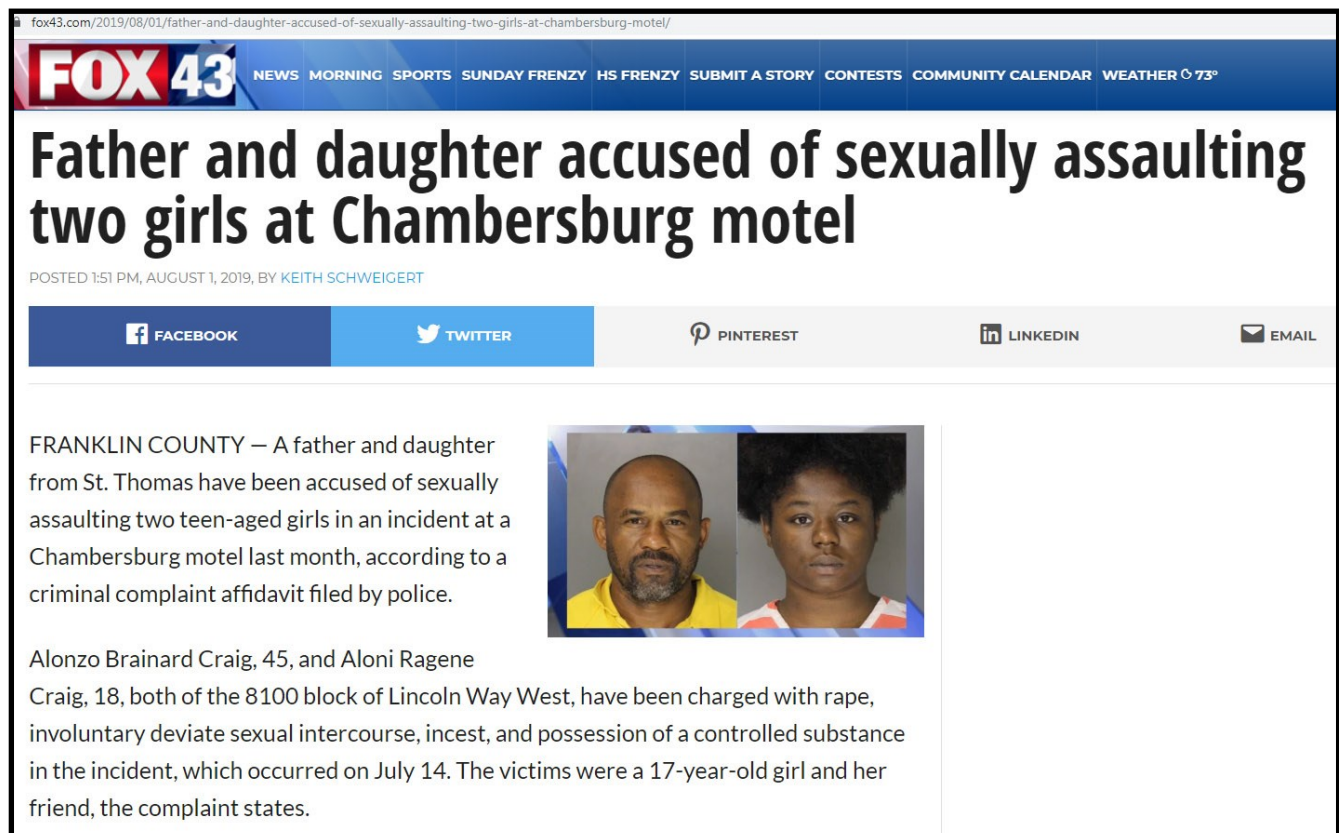 fox43.com/2019/08/01/father-and-daughter-accused-of-sexually-assaulting-two-girls-at-chambersburg-motel/
FOX 43 NEWS MORNING SPORTS SUNDAY FRENZY HS FRENZY SUBMIT A STORY CONTESTS COMMUNITY CALENDAR WEATHER 73°
Father and daughter accused of sexually assaulting
two girls at Chambersburg motel
POSTED 1:51 PM, AUGUST 1, 2019, BY KEITH SCHWEIGERT
FACEBOOK TWITTER PINTEREST LINKEDIN EMAIL
FRANKLIN COUNTY — A father and daughter
from St. Thomas have been accused of sexually
assaulting two teen-aged girls in an incident at a
Chambersburg motel last month, according to a
criminal complaint affidavit filed by police.
Alonzo Brainard Craig, 45, and Aloni Ragene
Craig, 18, both of the 8100 block of Lincoln Way West, have been charged with rape,
involuntary deviate sexual intercourse, incest, and possession of a controlled substance
in the incident, which occurred on July 14. The victims were a 17-year-old girl and her
friend, the complaint states.